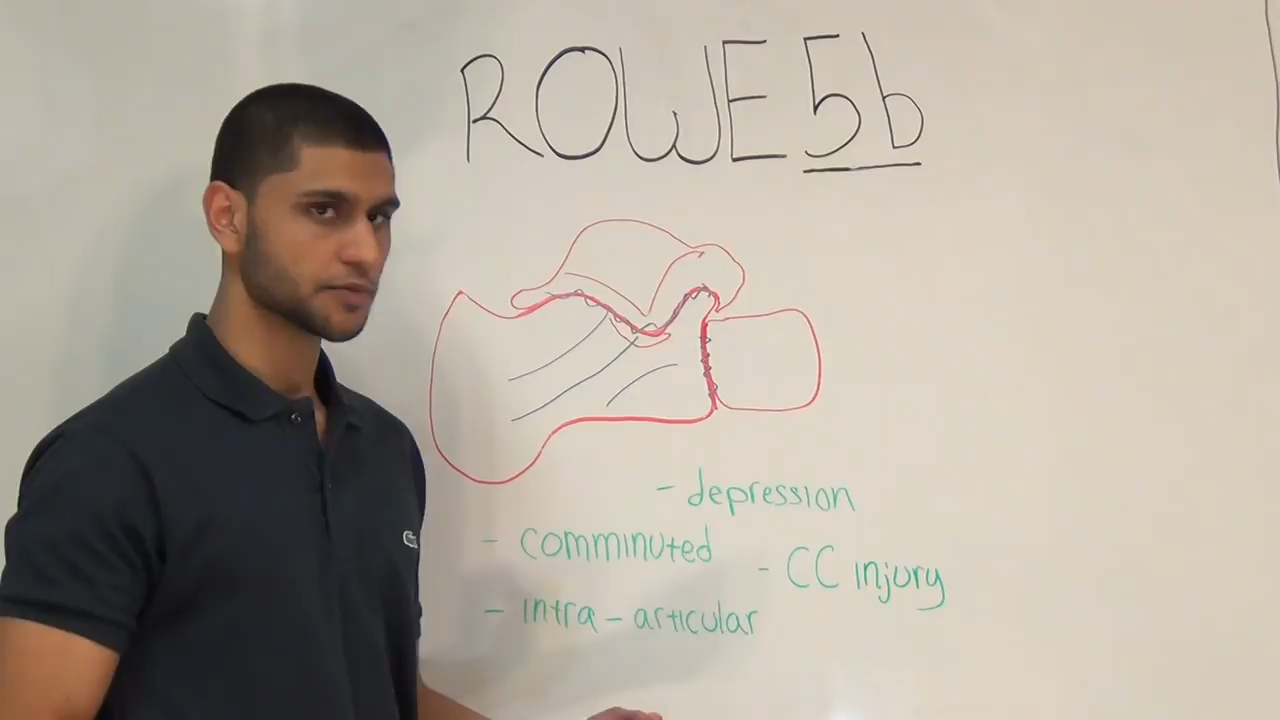 ROWE 5b
- depression
- comminuted
- CC injury
- intra-articular